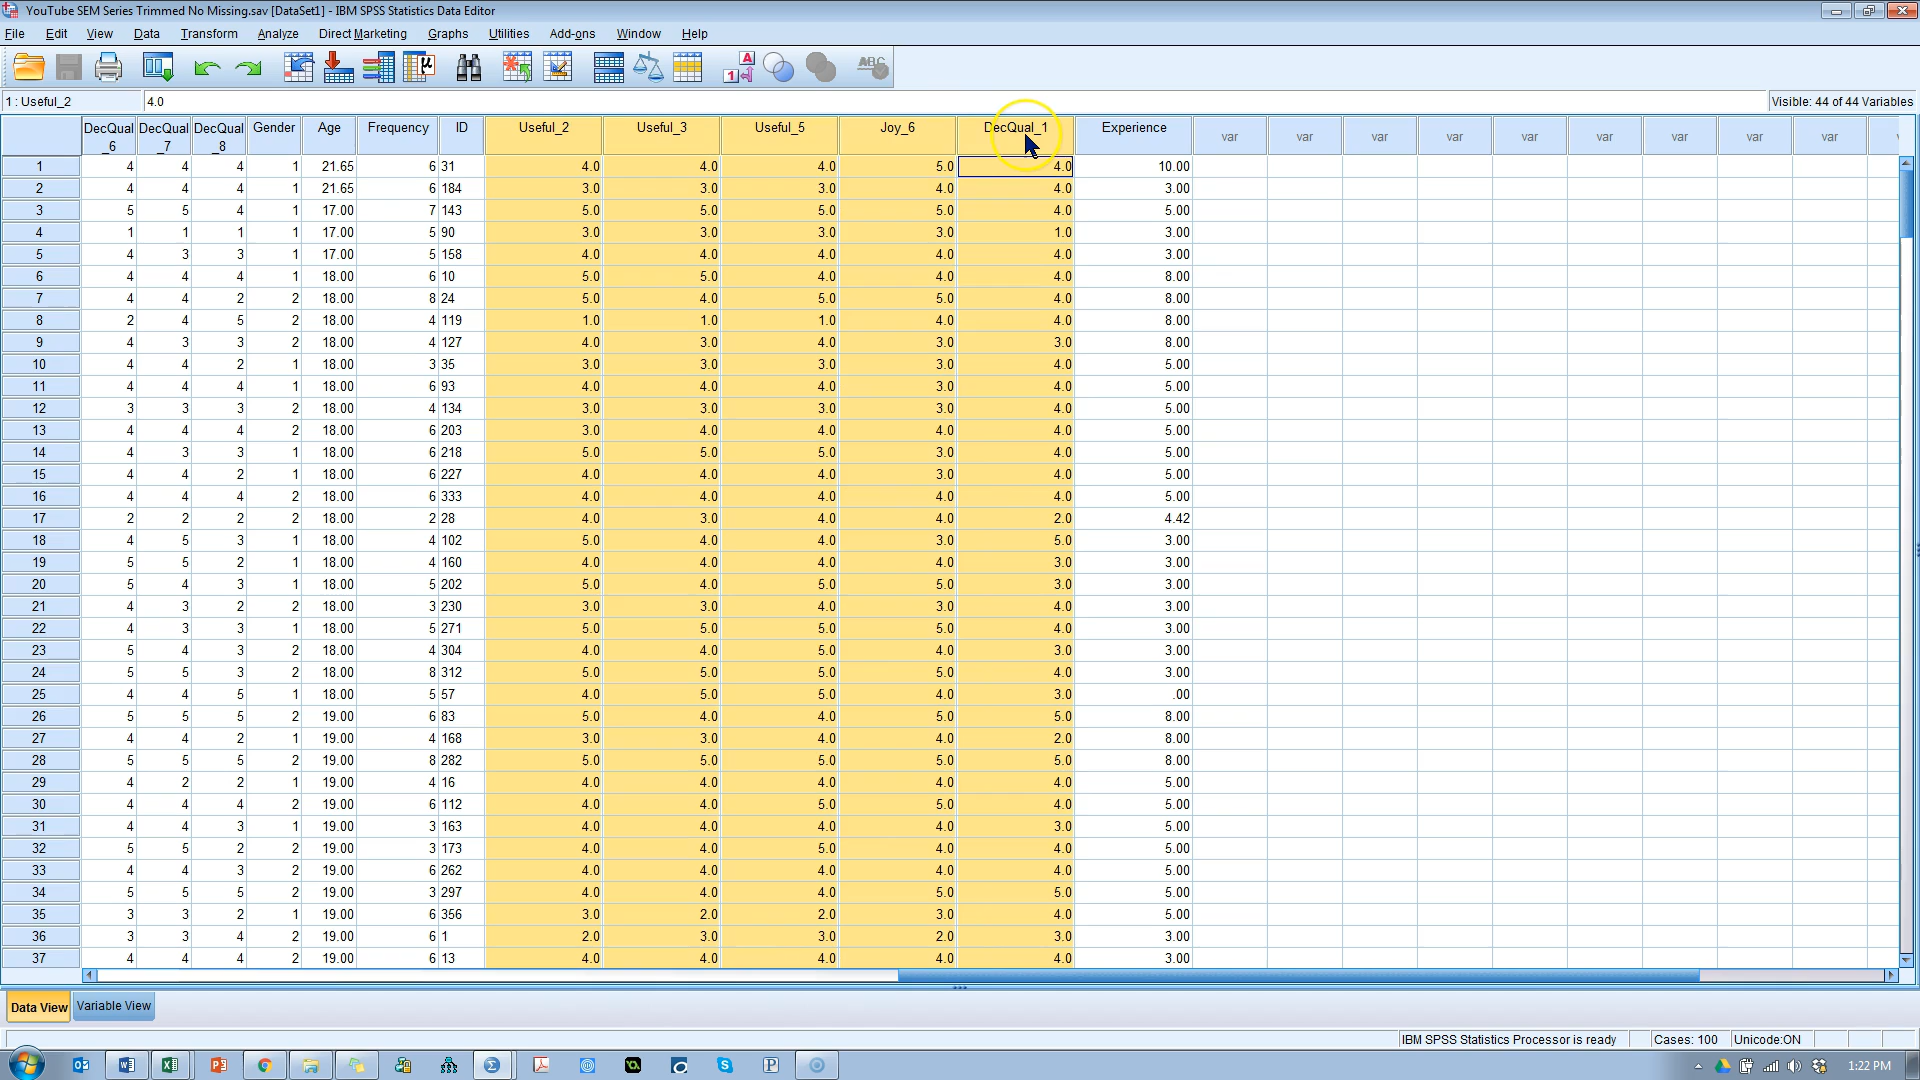 YouTube SEM Series Trimmed No Missing.sav [DataSet1] - IBM SPSS Statistics Data Editor
File Edit View Data Transform Analyze Direct Marketing Graphs Utilities Add-ons Window Help
1 : Useful_2 4.0 Visible: 44 of 44 Variables
DecQual_6 DecQual_7 DecQual_8 Gender Age Frequency ID Useful_2 Useful_3 Useful_5 Joy_6 DecQual_1 Experience var var var var var var var var var
1 4 4 4 1 21.65 6 31 4.0 4.0 4.0 5.0 4.0 10.00
2 4 4 4 1 21.65 6 184 3.0 3.0 3.0 4.0 4.0 3.00
3 5 5 4 1 17.00 7 143 5.0 5.0 5.0 5.0 4.0 5.00
4 1 1 1 1 17.00 5 90 3.0 3.0 3.0 3.0 1.0 3.00
5 4 3 3 1 17.00 5 158 4.0 4.0 4.0 4.0 4.0 3.00
6 4 4 4 1 18.00 6 10 5.0 5.0 4.0 4.0 4.0 8.00
7 4 4 2 2 18.00 8 24 5.0 4.0 5.0 5.0 4.0 8.00
8 2 4 5 2 18.00 4 119 1.0 1.0 1.0 4.0 4.0 8.00
9 4 3 3 2 18.00 4 127 4.0 3.0 4.0 3.0 3.0 8.00
10 4 4 2 1 18.00 3 35 3.0 3.0 3.0 3.0 4.0 5.00
11 4 4 4 1 18.00 6 93 4.0 4.0 4.0 3.0 4.0 5.00
12 3 3 3 2 18.00 4 134 3.0 3.0 3.0 3.0 4.0 5.00
13 4 4 4 2 18.00 6 203 3.0 4.0 4.0 4.0 4.0 5.00
14 4 3 3 1 18.00 6 218 5.0 5.0 5.0 3.0 4.0 5.00
15 4 4 2 1 18.00 6 227 4.0 4.0 4.0 3.0 4.0 5.00
16 4 4 4 2 18.00 6 333 4.0 4.0 4.0 4.0 4.0 5.00
17 2 2 2 2 18.00 2 28 4.0 3.0 4.0 4.0 2.0 4.42
18 4 5 3 1 18.00 4 102 5.0 4.0 4.0 3.0 5.0 3.00
19 5 5 2 1 18.00 4 160 4.0 4.0 4.0 4.0 3.0 3.00
20 5 4 3 1 18.00 5 202 5.0 4.0 5.0 5.0 3.0 3.00
21 4 3 2 2 18.00 3 230 3.0 3.0 4.0 3.0 4.0 3.00
22 4 3 3 1 18.00 5 271 5.0 5.0 5.0 5.0 4.0 3.00
23 5 4 3 2 18.00 4 304 4.0 4.0 4.0 4.0 3.0 3.00
24 5 5 3 2 18.00 8 312 5.0 5.0 5.0 5.0 4.0 3.00
25 4 4 5 1 18.00 5 57 4.0 5.0 5.0 4.0 3.0 .00
26 5 5 5 2 19.00 6 83 5.0 4.0 4.0 5.0 5.0 8.00
27 4 4 2 1 19.00 4 168 3.0 3.0 4.0 4.0 2.0 8.00
28 5 5 5 2 19.00 8 282 5.0 5.0 5.0 5.0 5.0 8.00
29 4 2 2 1 19.00 4 16 4.0 4.0 4.0 4.0 4.0 5.00
30 4 4 4 2 19.00 6 112 4.0 4.0 5.0 5.0 4.0 5.00
31 4 4 3 1 19.00 3 163 4.0 4.0 4.0 4.0 3.0 5.00
32 5 5 2 2 19.00 3 173 4.0 4.0 5.0 4.0 4.0 5.00
33 4 4 3 2 19.00 6 262 4.0 4.0 4.0 4.0 4.0 5.00
34 5 5 5 2 19.00 3 297 4.0 4.0 4.0 5.0 5.0 5.00
35 3 3 2 1 19.00 6 356 3.0 2.0 2.0 3.0 4.0 5.00
36 3 3 4 2 19.00 6 1 2.0 3.0 3.0 2.0 3.0 3.00
37 4 4 4 2 19.00 6 13 4.0 4.0 4.0 4.0 4.0 3.00
Data View Variable View
IBM SPSS Statistics Processor is ready Cases: 100 Unicode:ON
1:22 PM